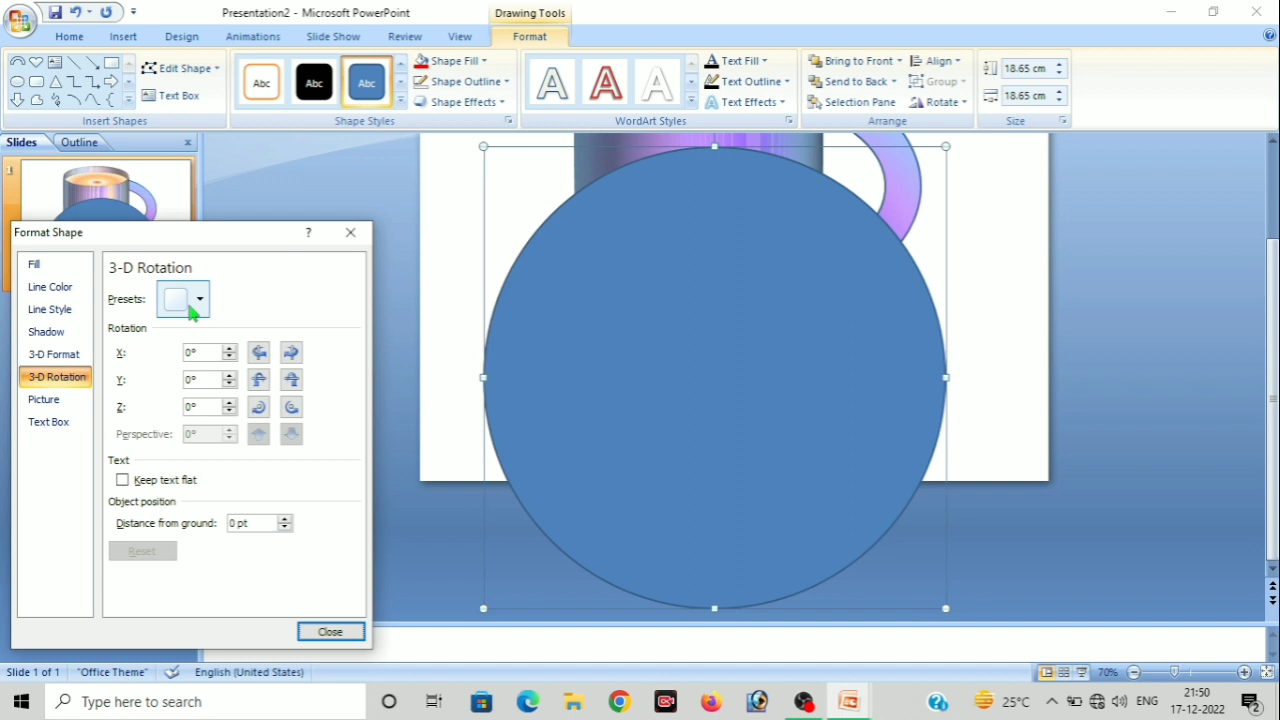 Presentation2 - Microsoft PowerPoint
Drawing Tools
Home
Insert
Design
Animations
Slide Show
Review
View
Format
Edit Shape
Text Box
Insert Shapes
Abc
Abc
Abc
Shape Fill
Shape Outline
Shape Effects
Shape Styles
A
A
A
Text Fill
Text Outline
Text Effects
WordArt Styles
Bring to Front
Send to Back
Selection Pane
Align
Group
Rotate
Arrange
18.65 cm
18.65 cm
Size
Slides
Outline
1
Format Shape
?
Fill
Line Color
Line Style
Shadow
3-D Format
3-D Rotation
Picture
Text Box
3-D Rotation
Presets:
Rotation
X:
0°
Y:
0°
Z:
0°
Perspective:
0°
Text
Keep text flat
Object position
Distance from ground:
0 pt
Reset
Close
Slide 1 of 1
"Office Theme"
English (United States)
70%
Type here to search
25°C
ENG
21:50
17-12-2022
2